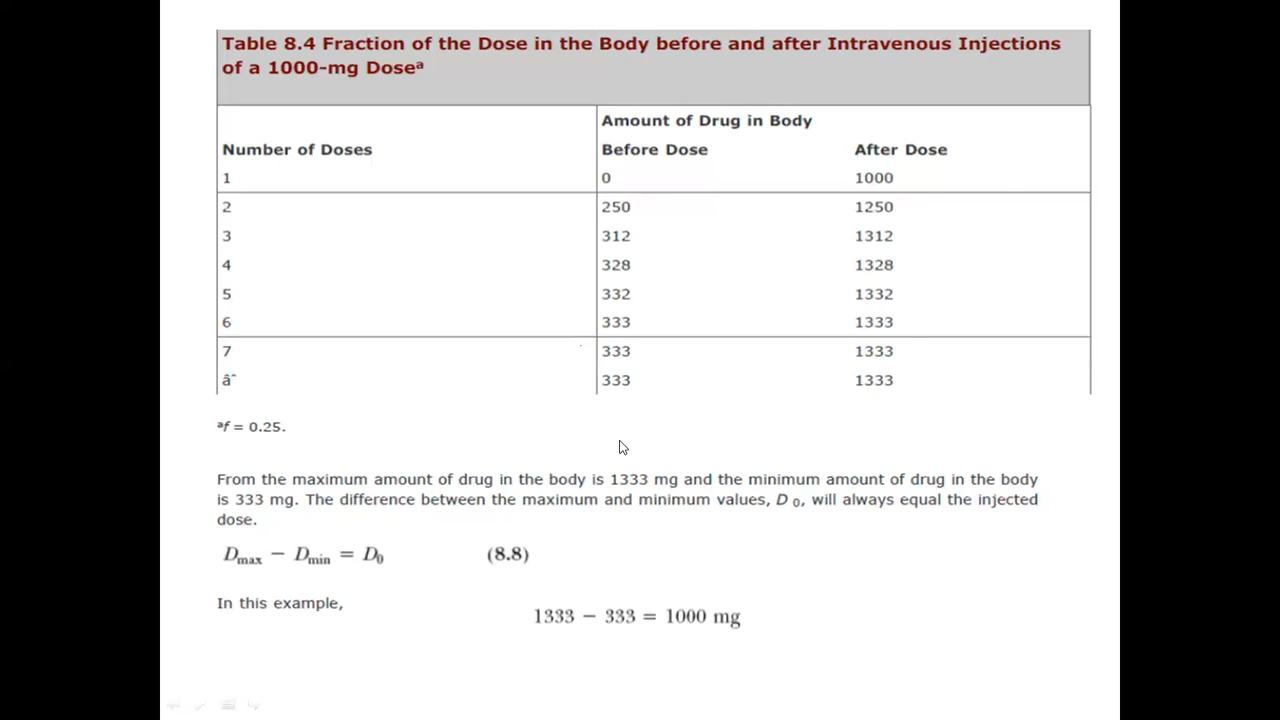 Table 8.4 Fraction of the Dose in the Body before and after Intravenous Injections
of a 1000-mg Doseᵃ
Amount of Drug in Body
Number of Doses Before Dose After Dose
1 0 1000
2 250 1250
3 312 1312
4 328 1328
5 332 1332
6 333 1333
7 333 1333
âˆ 333 1333
ᵃf = 0.25.
From the maximum amount of drug in the body is 1333 mg and the minimum amount of drug in the body
is 333 mg. The difference between the maximum and minimum values, D ₀, will always equal the injected
dose.
Dmax − Dmin = D₀ (8.8)
In this example,
1333 − 333 = 1000 mg